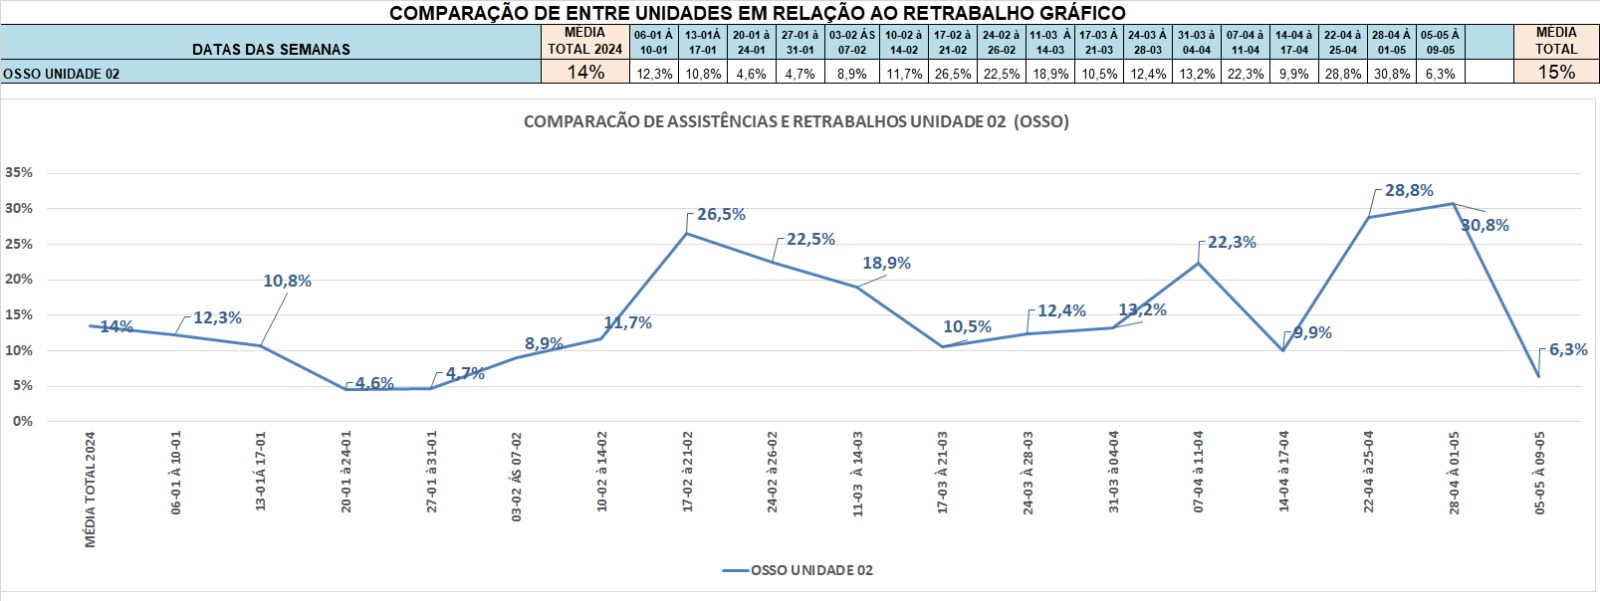 COMPARAÇÃO DE ENTRE UNIDADES EM RELAÇÃO AO RETRABALHO GRÁFICO
DATAS DAS SEMANAS MÉDIA TOTAL 2024 06-01 À 10-01 13-01Á 17-01 20-01 à 24-01 27-01 à 31-01 03-02 ÁS 07-02 10-02 à 14-02 17-02 à 21-02 24-02 à 26-02 11-03 À 14-03 17-03 À 21-03 24-03 À 28-03 31-03 à 04-04 07-04 à 11-04 14-04 à 17-04 22-04 à 25-04 28-04 À 01-05 05-05 À 09-05 MÉDIA TOTAL
OSSO UNIDADE 02 14% 12,3% 10,8% 4,6% 4,7% 8,9% 11,7% 26,5% 22,5% 18,9% 10,5% 12,4% 13,2% 22,3% 9,9% 28,8% 30,8% 6,3% 15%
COMPARACÃO DE ASSISTÊNCIAS E RETRABALHOS UNIDADE 02 (OSSO)
35%
30%
25%
20%
15%
10%
5%
0%
14%
12,3%
10,8%
4,6%
4,7%
8,9%
11,7%
26,5%
22,5%
18,9%
10,5%
12,4%
13,2%
22,3%
9,9%
28,8%
30,8%
6,3%
MÉDIA TOTAL 2024
06-01 À 10-01
13-01Á 17-01
20-01 à 24-01
27-01 à 31-01
03-02 ÁS 07-02
10-02 à 14-02
17-02 à21-02
24-02 à 26-02
11-03 À 14-03
17-03 À 21-03
24-03 À 28-03
31-03 à 04-04
07-04 à 11-04
14-04 à 17-04
22-04 à 25-04
28-04 À 01-05
05-05 À 09-05
OSSO UNIDADE 02